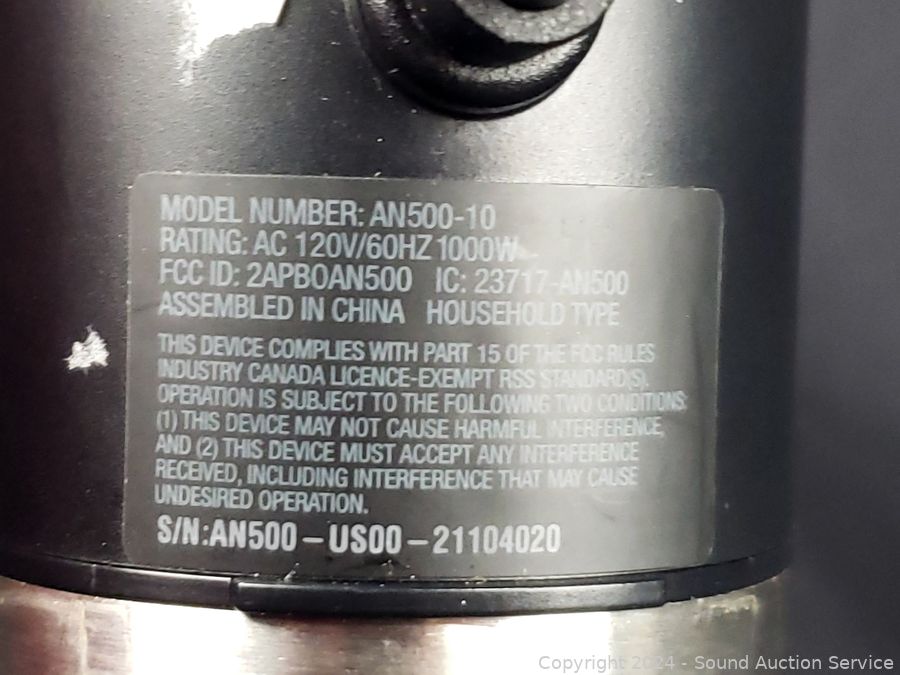 MODEL NUMBER: AN500-10
RATING: AC 120V/60HZ 1000W
FCC ID: 2APBOAN500 IC: 23717-AN500
ASSEMBLED IN CHINA HOUSEHOLD TYPE
THIS DEVICE COMPLIES WITH PART 15 OF THE FCC RULES
INDUSTRY CANADA LICENCE-EXEMPT RSS STANDARD(S).
OPERATION IS SUBJECT TO THE FOLLOWING TWO CONDITIONS:
(1) THIS DEVICE MAY NOT CAUSE HARMFUL INTERFERENCE,
AND (2) THIS DEVICE MUST ACCEPT ANY INTERFERENCE
RECEIVED, INCLUDING INTERFERENCE THAT MAY CAUSE
UNDESIRED OPERATION.
S/N:AN500-US00-21104020
Copyright 2024 - Sound Auction Service